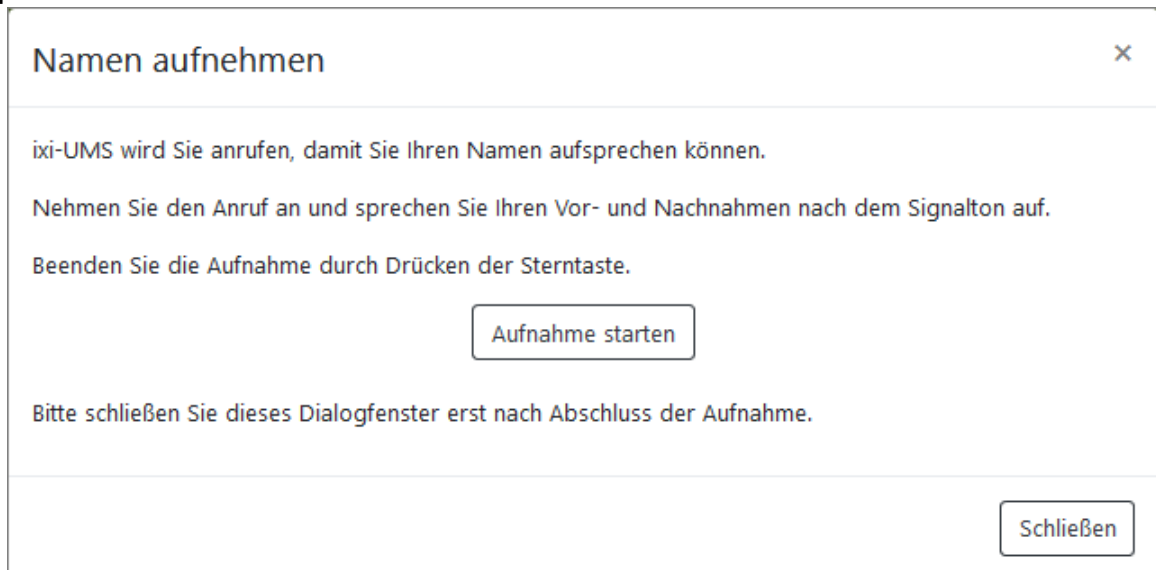 Namen aufnehmen
×
ixi-UMS wird Sie anrufen, damit Sie Ihren Namen aufsprechen können.
Nehmen Sie den Anruf an und sprechen Sie Ihren Vor- und Nachnahmen nach dem Signalton auf.
Beenden Sie die Aufnahme durch Drücken der Sterntaste.
Aufnahme starten
Bitte schließen Sie dieses Dialogfenster erst nach Abschluss der Aufnahme.
Schließen